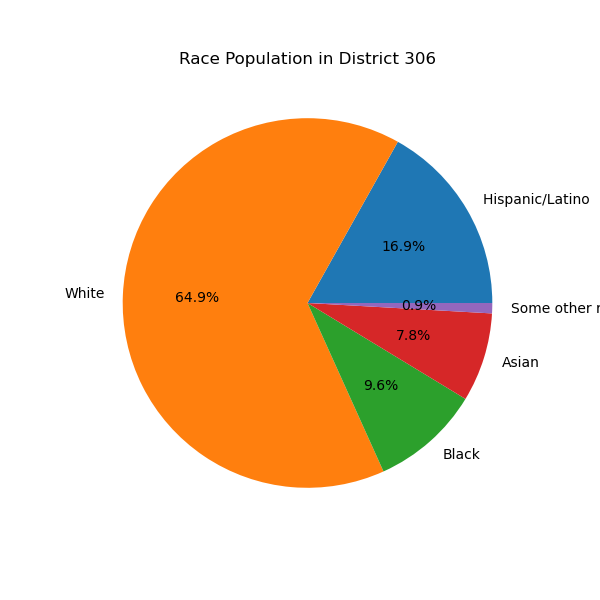 Race Population in District 306
Hispanic/Latino
16.9%
White
64.9%
0.9%
Some other
7.8%
Asian
9.6%
Black